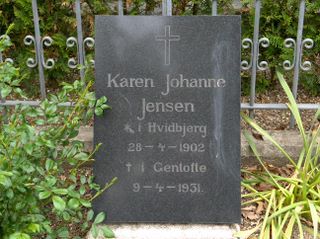 Karen Johanne
Jensen
* i Hvidbjerg
28-4-1902
† i Gentofte
9-4-1931.